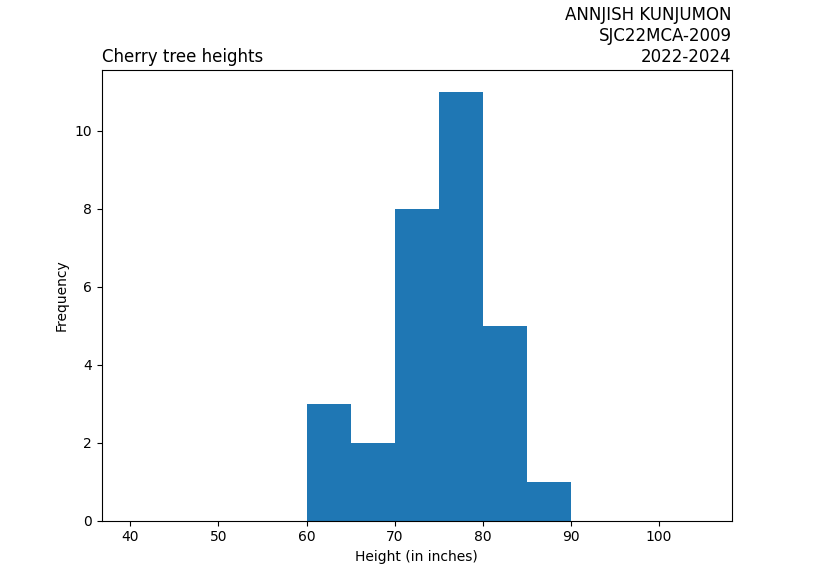 ANNJISH KUNJUMON
SJC22MCA-2009
2022-2024
Cherry tree heights
10
8
6
4
2
0
Frequency
40 50 60 70 80 90 100
Height (in inches)